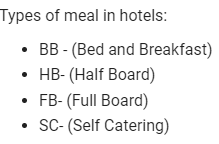 Types of meal in hotels:
• BB - (Bed and Breakfast)
• HB- (Half Board)
• FB- (Full Board)
• SC- (Self Catering)